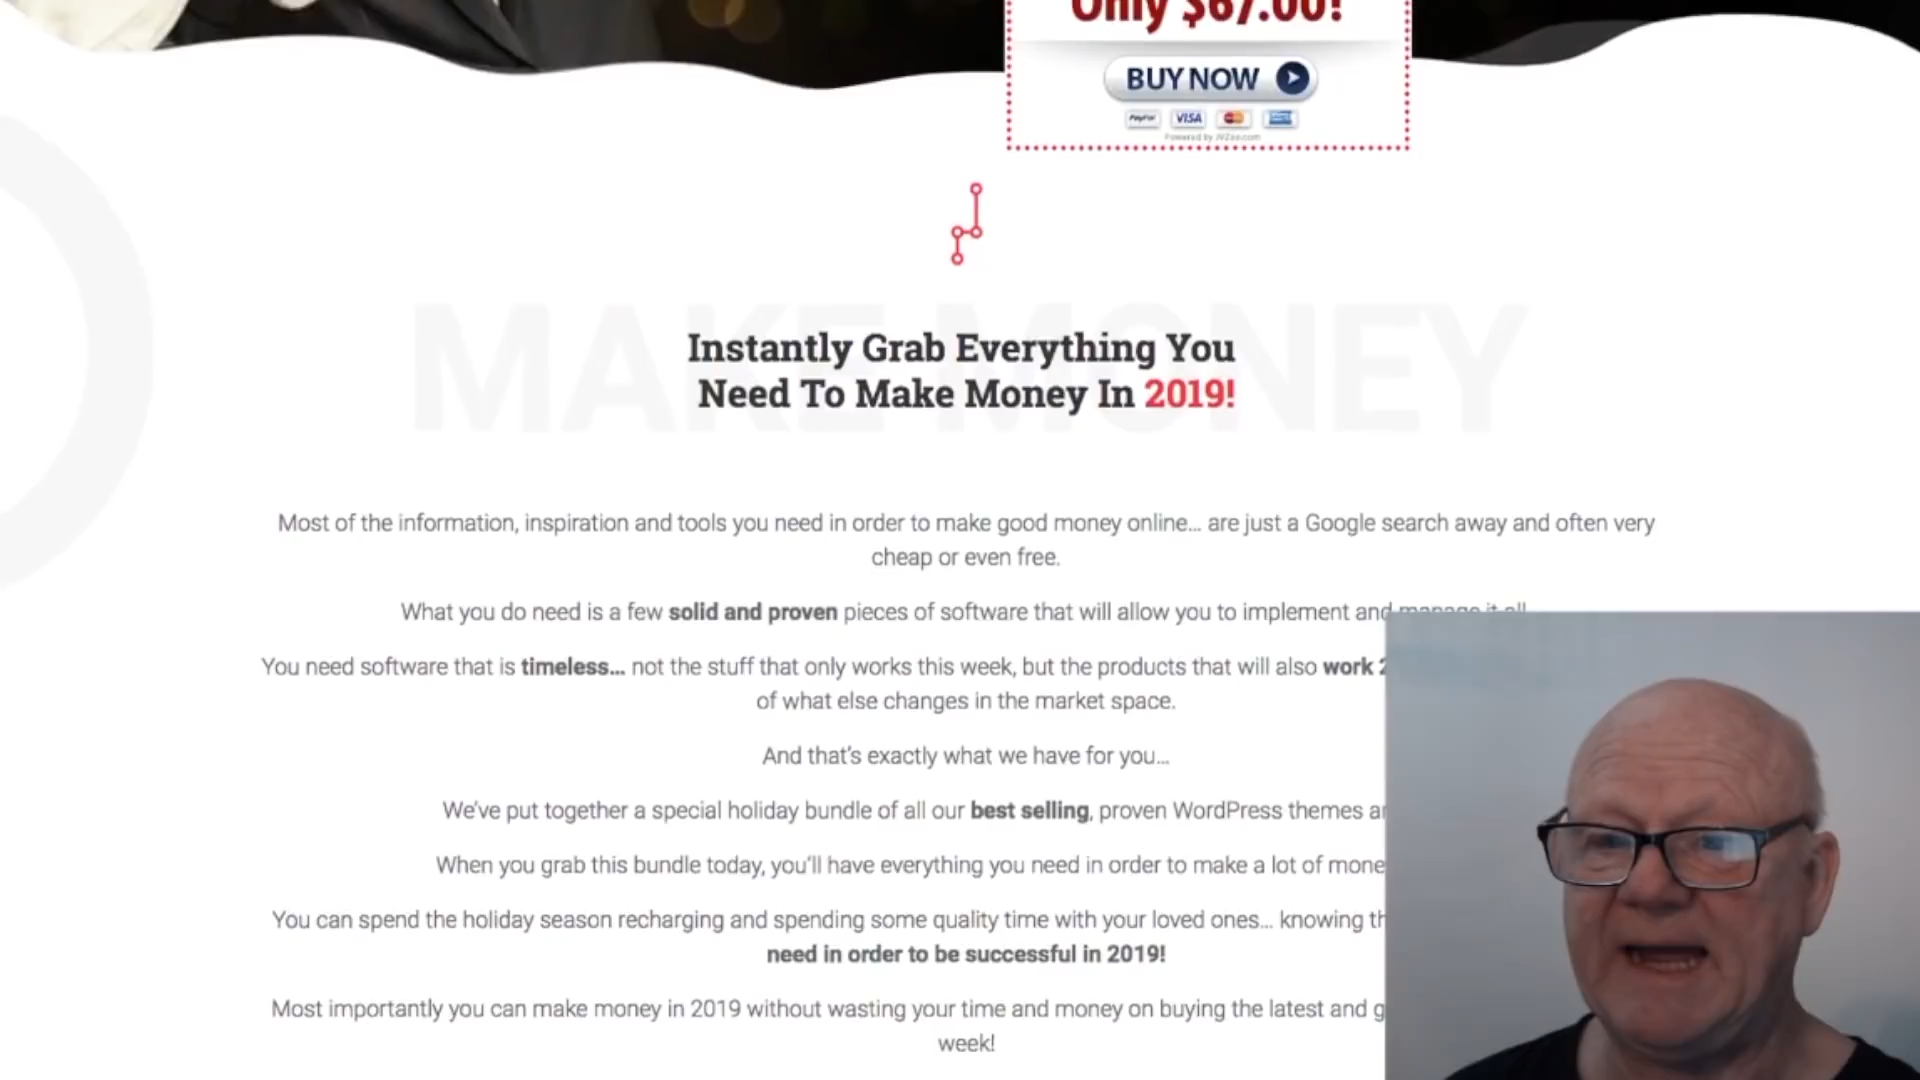 Only $67.00!
BUY NOW
PayPal VISA
Powered by JVZoo.com
MAKE MONEY
Instantly Grab Everything You
Need To Make Money In 2019!
Most of the information, inspiration and tools you need in order to make good money online... are just a Google search away and often very
cheap or even free.
What you do need is a few solid and proven pieces of software that will allow you to implement and manage it all.
You need software that is timeless... not the stuff that only works this week, but the products that will also work
of what else changes in the market space.
And that's exactly what we have for you...
We've put together a special holiday bundle of all our best selling, proven WordPress themes
When you grab this bundle today, you'll have everything you need in order to make a lot of
You can spend the holiday season recharging and spending some quality time with your loved ones... knowing
need in order to be successful in 2019!
Most importantly you can make money in 2019 without wasting your time and money on buying the latest and
week!